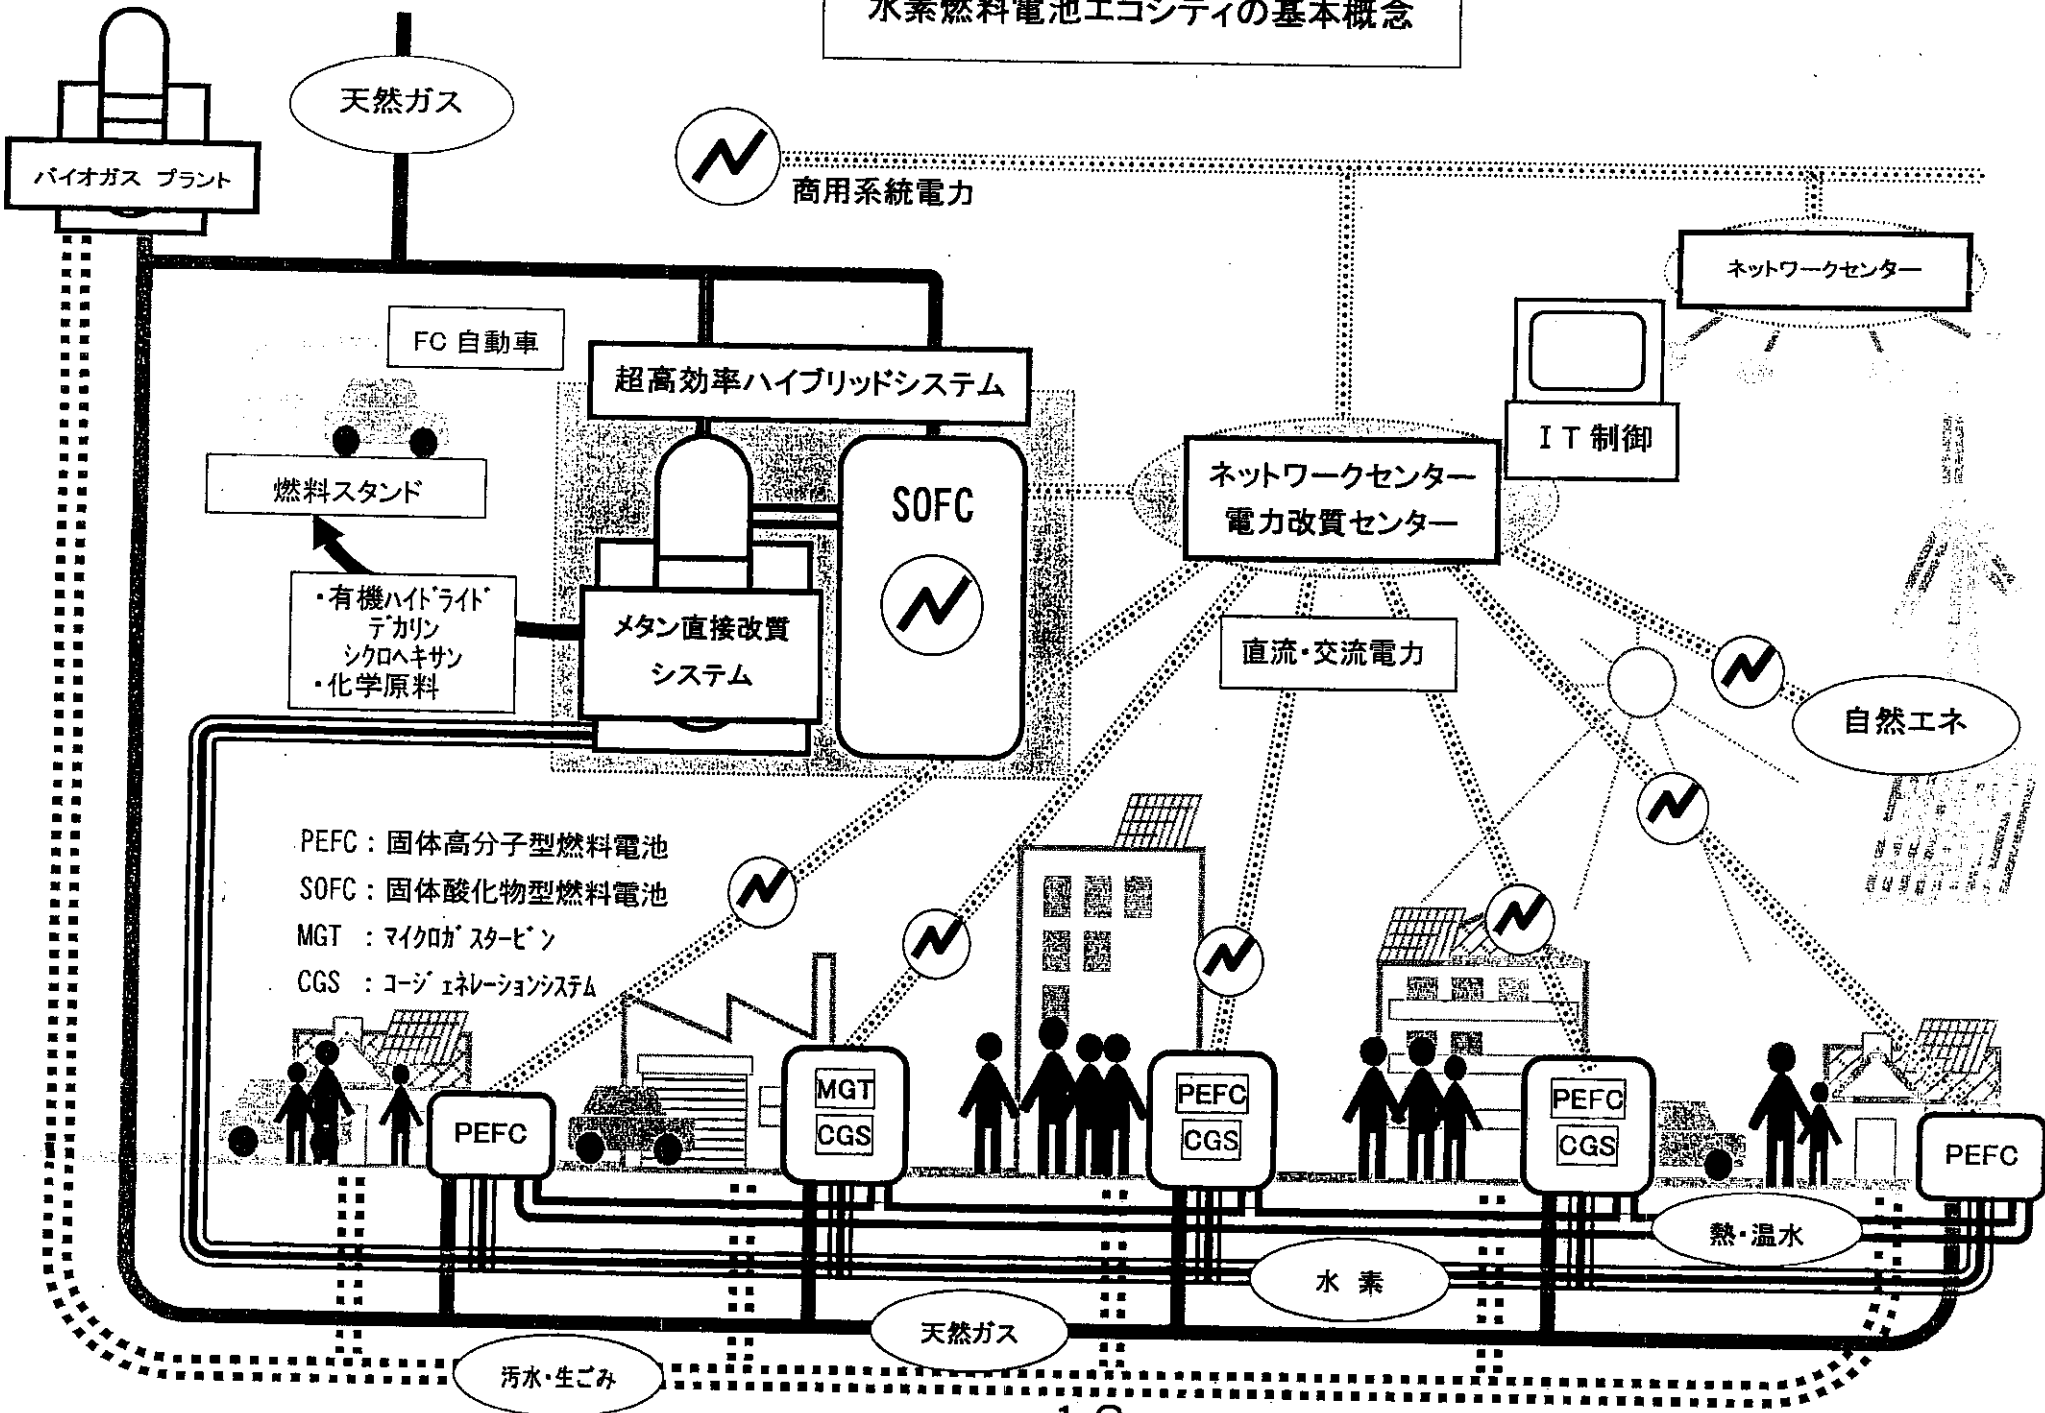 水素燃料電池エコシティの基本概念
天然ガス
バイオガス プラント
商用系統電力
ネットワークセンター
FC 自動車
超高効率ハイブリッドシステム
IT制御
燃料スタンド
SOFC
ネットワークセンター
電力改質センター
・有機ハイドライド
デカリン
シクロヘキサン
・化学原料
メタン直接改質
システム
直流・交流電力
自然エネ
PEFC：固体高分子型燃料電池
SOFC：固体酸化物型燃料電池
MGT ：マイクロガスタービン
CGS ：コージェネレーションシステム
PEFC
MGT
CGS
PEFC
CGS
PEFC
CGS
PEFC
熱・温水
水 素
天然ガス
汚水・生ごみ